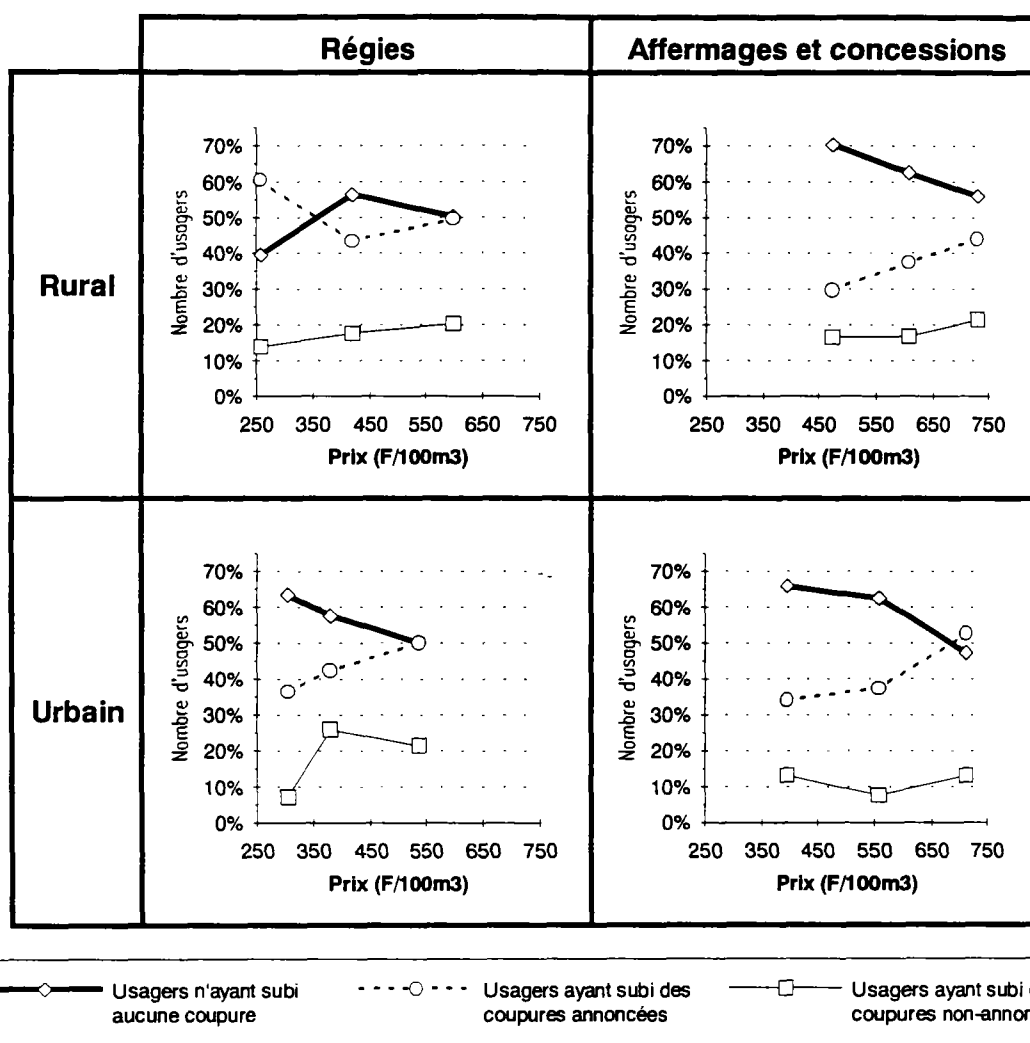 Régies
Affermages et concessions
Rural
Nombre d'usagers
70%
60%
50%
40%
30%
20%
10%
0%
250 350 450 550 650 750
Prix (F/100m3)
Nombre d'usagers
70%
60%
50%
40%
30%
20%
10%
0%
250 350 450 550 650 750
Prix (F/100m3)
Urbain
Nombre d'usagers
70%
60%
50%
40%
30%
20%
10%
0%
250 350 450 550 650 750
Prix (F/100m3)
Nombre d'usagers
70%
60%
50%
40%
30%
20%
10%
0%
250 350 450 550 650 750
Prix (F/100m3)
Usagers n'ayant subi
aucune coupure
Usagers ayant subi des
coupures annoncées
Usagers ayant subi
coupures